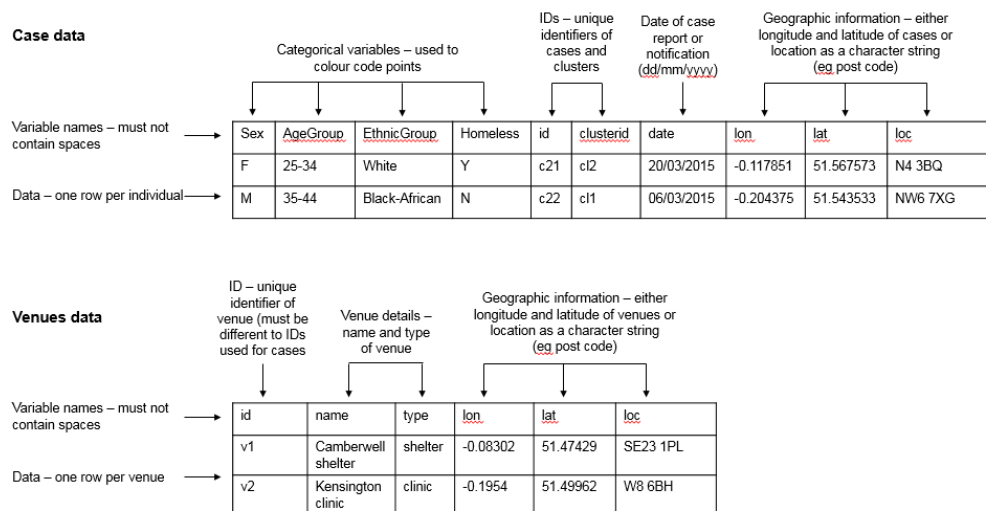 Case data
Categorical variables – used to
colour code points
IDs – unique
identifiers of
cases and
clusters
Date of case
report or
notification
(dd/mm/yyyy)
Geographic information – either
longitude and latitude of cases or
location as a character string
(eg post code)
Variable names – must not
contain spaces
Sex AgeGroup EthnicGroup Homeless id clusterid date lon lat loc
F 25-34 White Y c21 cl2 20/03/2015 -0.117851 51.567573 N4 3BQ
Data – one row per individual
M 35-44 Black-African N c22 cl1 06/03/2015 -0.204375 51.543533 NW6 7XG
Venues data
ID – unique
identifier of
venue (must be
different to IDs
used for cases
Venue details –
name and type
of venue
Geographic information – either
longitude and latitude of venues or
location as a character string
(eg post code)
Variable names – must not
contain spaces
id name type lon lat loc
v1 Camberwell shelter -0.08302 51.47429 SE23 1PL
shelter
Data – one row per venue
v2 Kensington clinic -0.1954 51.49962 W8 6BH
clinic